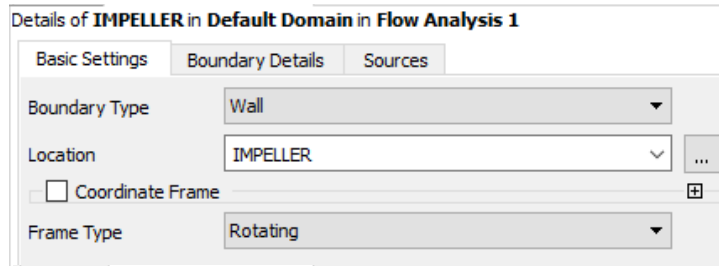 Details of IMPELLER in Default Domain in Flow Analysis 1
Basic Settings Boundary Details Sources
Boundary Type Wall
Location IMPELLER ...
Coordinate Frame
Frame Type Rotating